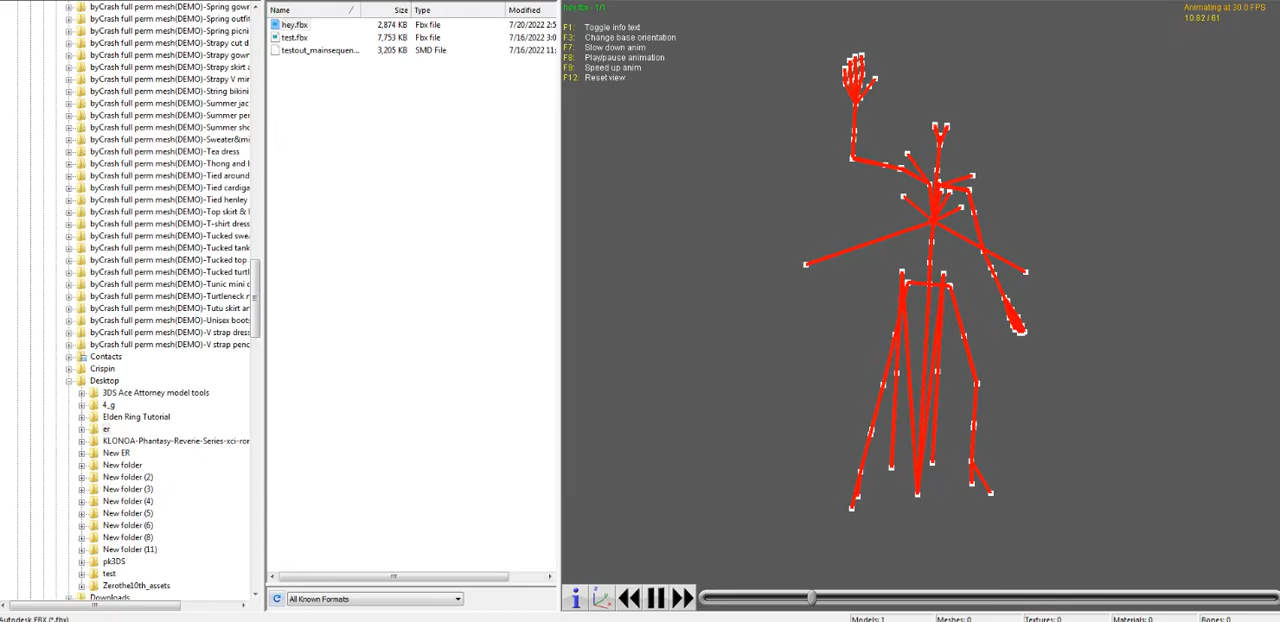 byCrash full perm mesh(DEMO)-Spring gown
byCrash full perm mesh(DEMO)-Spring outfit
byCrash full perm mesh(DEMO)-Spring picni
byCrash full perm mesh(DEMO)-Strapy cut d
byCrash full perm mesh(DEMO)-Strapy gown
byCrash full perm mesh(DEMO)-Strapy skirt a
byCrash full perm mesh(DEMO)-Strapy V min
byCrash full perm mesh(DEMO)-String bikini
byCrash full perm mesh(DEMO)-Summer jac
byCrash full perm mesh(DEMO)-Summer per
byCrash full perm mesh(DEMO)-Summer sho
byCrash full perm mesh(DEMO)-Sweater&mi
byCrash full perm mesh(DEMO)-Tea dress
byCrash full perm mesh(DEMO)-Thong and l
byCrash full perm mesh(DEMO)-Tied around
byCrash full perm mesh(DEMO)-Tied cardiga
byCrash full perm mesh(DEMO)-Tied henley
byCrash full perm mesh(DEMO)-Top skirt &
byCrash full perm mesh(DEMO)-T-shirt dress
byCrash full perm mesh(DEMO)-Tucked swea
byCrash full perm mesh(DEMO)-Tucked tank
byCrash full perm mesh(DEMO)-Tucked top
byCrash full perm mesh(DEMO)-Tucked turtl
byCrash full perm mesh(DEMO)-Tunic mini d
byCrash full perm mesh(DEMO)-Turtleneck r
byCrash full perm mesh(DEMO)-Tutu skirt ar
byCrash full perm mesh(DEMO)-Unisex boots
byCrash full perm mesh(DEMO)-V strap dress
byCrash full perm mesh(DEMO)-V strap penc
Contacts
Crispin
Desktop
3DS Ace Attorney model tools
4_g
Elden Ring Tutorial
er
KLONOA-Phantasy-Reverie-Series-xci-ror
New ER
New folder
New folder (2)
New folder (3)
New folder (4)
New folder (5)
New folder (6)
New folder (8)
New folder (11)
pk3DS
test
Zerothe10th_assets
Downloads
Name Size Type Modified
hey.fbx 2,874 KB Fbx file 7/20/2022 2:5
test.fbx 7,753 KB Fbx file 7/16/2022 3:0
testout_mainsequen... 3,205 KB SMD File 7/16/2022 11:
All Known Formats
hey.fbx - 1/1
F1: Toggle info text
F3: Change base orientation
F7: Slow down anim
F8: Play/pause animation
F9: Speed up anim
F12: Reset view
Animating at 30.0 FPS
10.82 / 61
Autodesk FBX (*.fbx) Models: 1 Meshes: 0 Textures: 0 Materials: 0 Bones: 0